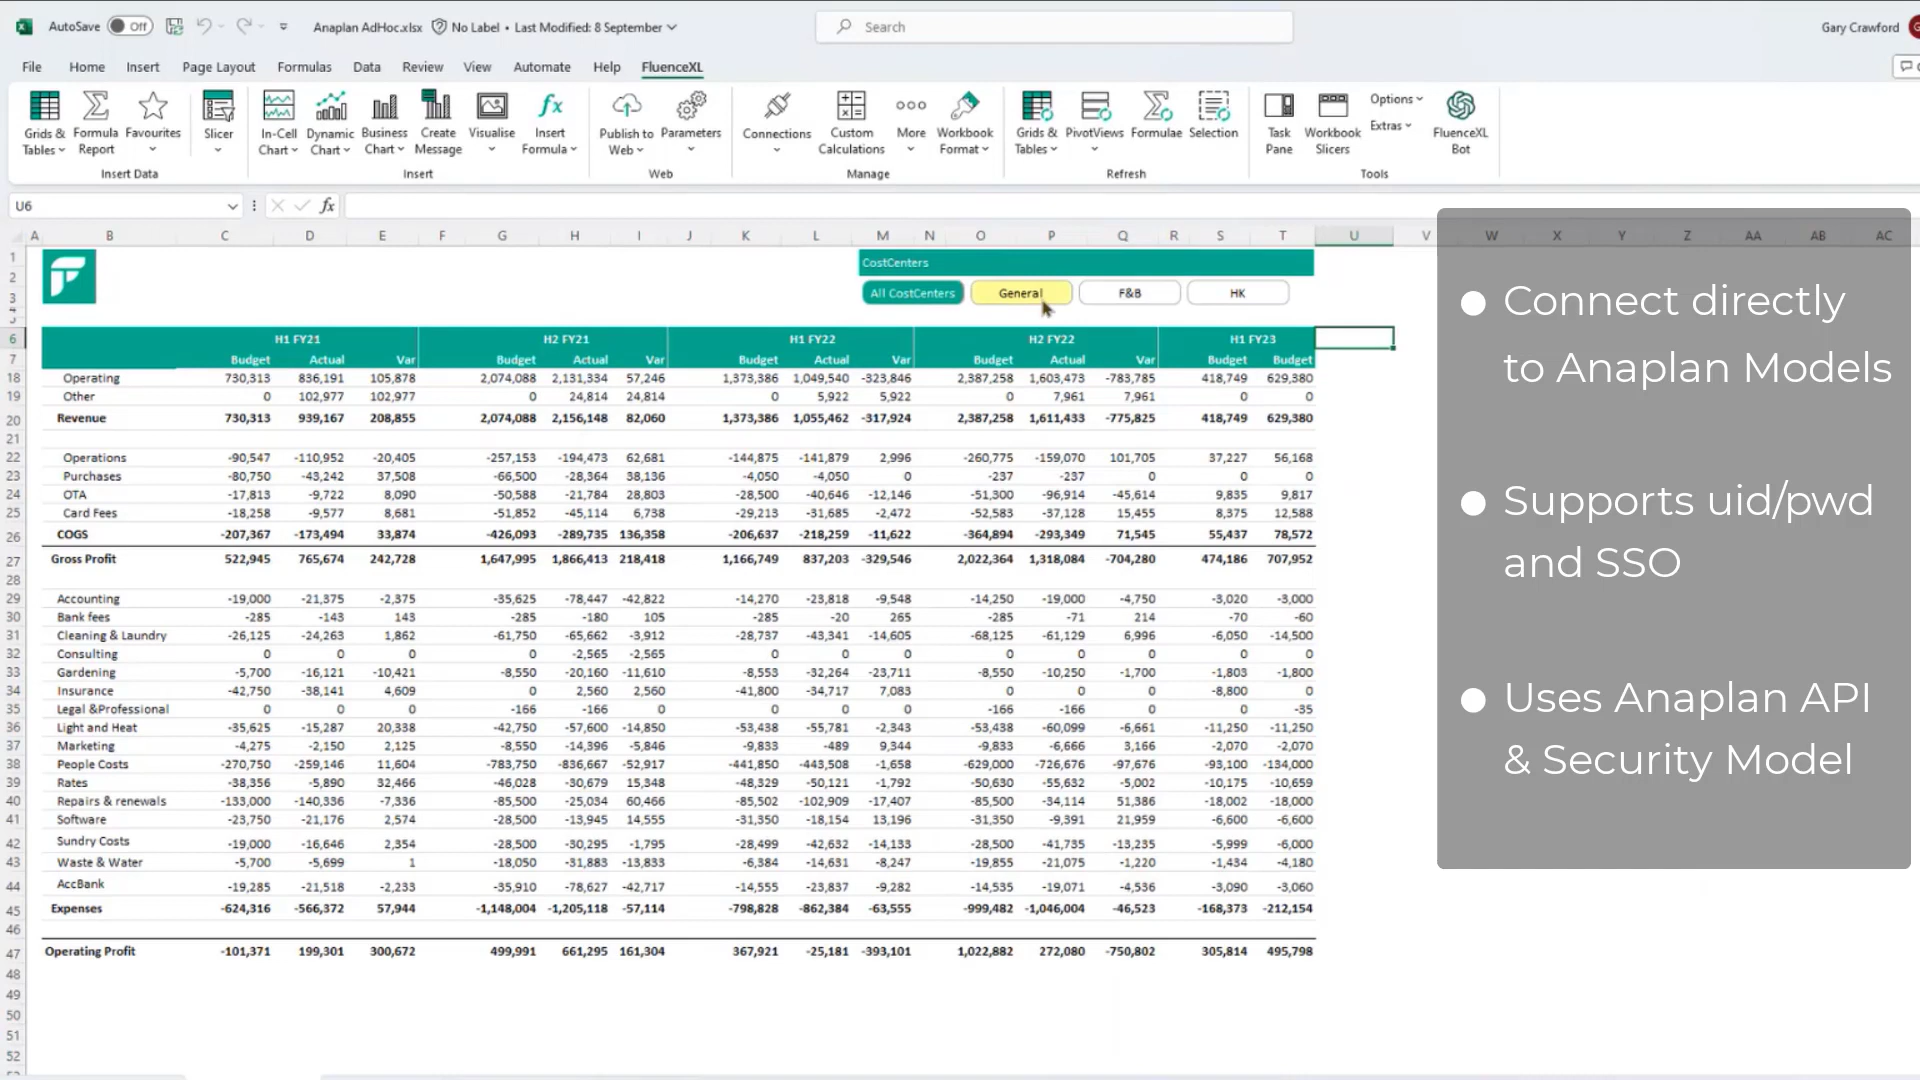 AutoSave Off Anaplan AdHoc.xlsx No Label • Last Modified: 8 September Search Gary Crawford
File Home Insert Page Layout Formulas Data Review View Automate Help FluenceXL
Grids & Tables Formula Report Favourites Slicer In-Cell Chart Dynamic Chart Business Chart Create Message Visualise Insert Formula Publish to Web Parameters Connections Custom Calculations More Workbook Format Grids & Tables PivotViews Formulae Selection Task Pane Workbook Slicers Options Extras FluenceXL Bot
Insert Data Insert Web Manage Refresh Tools
U6 fx
A B C D E F G H I J K L M N O P Q R S T U V W X Y Z AA AB AC
1 CostCenters
2
3 All CostCenters General F&B HK
6 H1 FY21 H2 FY21 H1 FY22 H2 FY22 H1 FY23
7 Budget Actual Var Budget Actual Var Budget Actual Var Budget Actual Var Budget Budget
18 Operating 730,313 836,191 105,878 2,074,088 2,131,334 57,246 1,373,386 1,049,540 -323,846 2,387,258 1,603,473 -783,785 418,749 629,380
19 Other 0 102,977 102,977 0 24,814 24,814 0 5,922 5,922 0 7,961 7,961 0 0
20 Revenue 730,313 939,167 208,855 2,074,088 2,156,148 82,060 1,373,386 1,055,462 -317,924 2,387,258 1,611,433 -775,825 418,749 629,380
21
22 Operations -90,547 -110,952 -20,405 -257,153 -194,473 62,681 -144,875 -141,879 2,996 -260,775 -159,070 101,705 37,227 56,168
23 Purchases -80,750 -43,242 37,508 -66,500 -28,364 38,136 -4,050 -4,050 0 -237 -237 0 0 0
24 OTA -17,813 -9,722 8,090 -50,588 -21,784 28,803 -28,500 -40,646 -12,146 -51,300 -96,914 -45,614 9,835 9,817
25 Card Fees -18,258 -9,577 8,681 -51,852 -45,114 6,738 -29,213 -31,685 -2,472 -52,583 -37,128 15,455 8,375 12,588
26 COGS -207,367 -173,494 33,874 -426,093 -289,735 136,358 -206,637 -218,259 -11,622 -364,894 -293,349 71,545 55,437 78,572
27 Gross Profit 522,945 765,674 242,728 1,647,995 1,866,413 218,418 1,166,749 837,203 -329,546 2,022,364 1,318,084 -704,280 474,186 707,952
28
29 Accounting -19,000 -21,375 -2,375 -35,625 -78,447 -42,822 -14,270 -23,818 -9,548 -14,250 -19,000 -4,750 -3,020 -3,000
30 Bank fees -285 -143 143 -285 -180 105 -285 -20 265 -285 -71 214 -70 -60
31 Cleaning & Laundry -26,125 -24,263 1,862 -61,750 -65,662 -3,912 -28,737 -43,341 -14,605 -68,125 -61,129 6,996 -6,050 -14,500
32 Consulting 0 0 0 0 -2,565 -2,565 0 0 0 0 0 0 0 0
33 Gardening -5,700 -16,121 -10,421 -8,550 -20,160 -11,610 -8,553 -32,264 -23,711 -8,550 -10,250 -1,700 -1,803 -1,800
34 Insurance -42,750 -38,141 4,609 0 2,560 2,560 -41,800 -34,717 7,083 0 0 0 -8,800 0
35 Legal &Professional 0 0 0 -166 -166 0 0 0 0 -166 -166 0 0 -35
36 Light and Heat -35,625 -15,287 20,338 -42,750 -57,600 -14,850 -53,438 -55,781 -2,343 -53,438 -60,099 -6,661 -11,250 -11,250
37 Marketing -4,275 -2,150 2,125 -8,550 -14,396 -5,846 -9,833 -489 9,344 -9,833 -6,666 3,166 -2,070 -2,070
38 People Costs -270,750 -259,146 11,604 -783,750 -836,667 -52,917 -441,850 -443,508 -1,658 -629,000 -726,676 -97,676 -93,100 -134,000
39 Rates -38,356 -5,890 32,466 -46,028 -30,679 15,348 -48,329 -50,121 -1,792 -50,630 -55,632 -5,002 -10,175 -10,659
40 Repairs & renewals -133,000 -140,336 -7,336 -85,500 -25,034 60,466 -85,502 -102,909 -17,407 -85,500 -34,114 51,386 -18,002 -18,000
41 Software -23,750 -21,176 2,574 -28,500 -13,945 14,555 -31,350 -18,154 13,196 -31,350 -9,391 21,959 -6,600 -6,600
42 Sundry Costs -19,000 -16,646 2,354 -28,500 -30,295 -1,795 -28,499 -42,632 -14,133 -28,500 -41,735 -13,235 -5,999 -6,000
43 Waste & Water -5,700 -5,699 1 -18,050 -31,883 -13,833 -6,384 -14,631 -8,247 -19,855 -21,075 -1,220 -1,434 -4,180
44 AccBank -19,285 -21,518 -2,233 -35,910 -78,627 -42,717 -14,555 -23,837 -9,282 -14,535 -19,071 -4,536 -3,090 -3,060
45 Expenses -624,316 -566,372 57,944 -1,148,004 -1,205,118 -57,114 -798,828 -862,384 -63,555 -999,482 -1,046,004 -46,523 -168,373 -212,154
46
47 Operating Profit -101,371 199,301 300,672 499,991 661,295 161,304 367,921 -25,181 -393,101 1,022,882 272,080 -750,802 305,814 495,798
48
49
50
51
52
● Connect directly
to Anaplan Models
● Supports uid/pwd
and SSO
● Uses Anaplan API
& Security Model